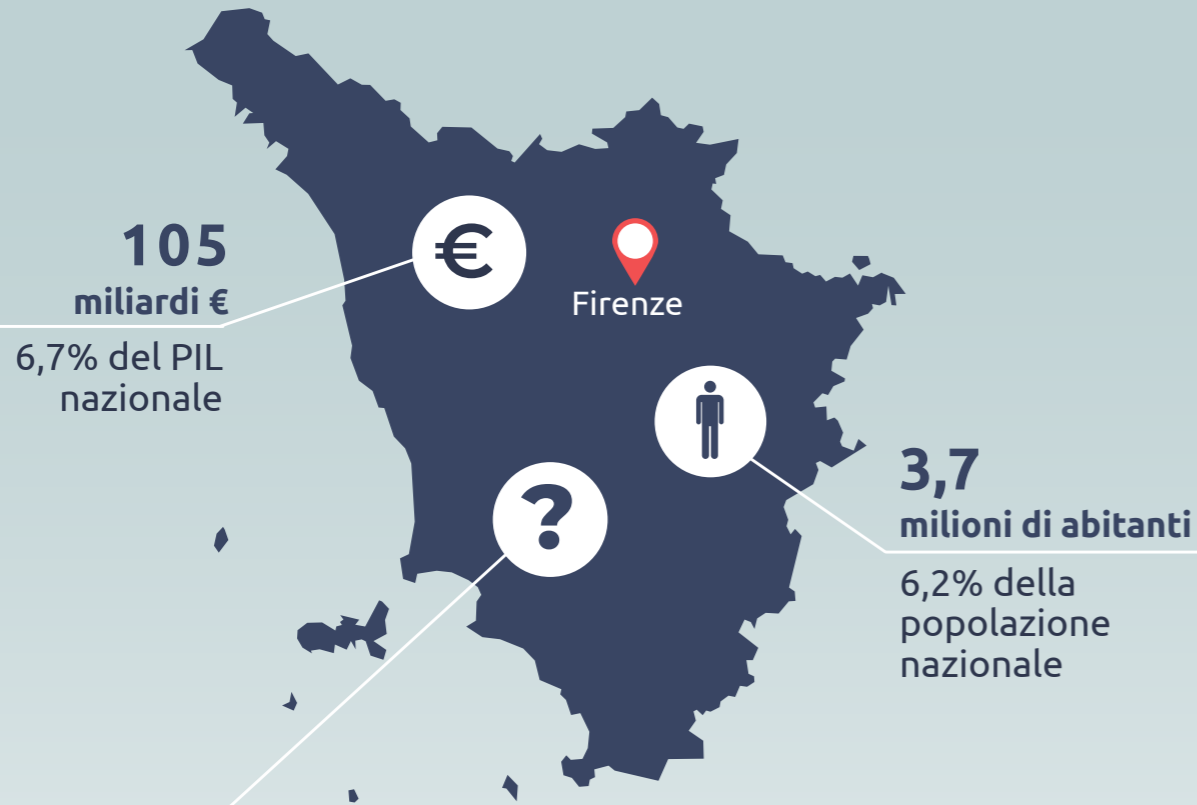 105
miliardi €
6,7% del PIL
nazionale
€
Firenze
?
3,7
milioni di abitanti
6,2% della
popolazione
nazionale